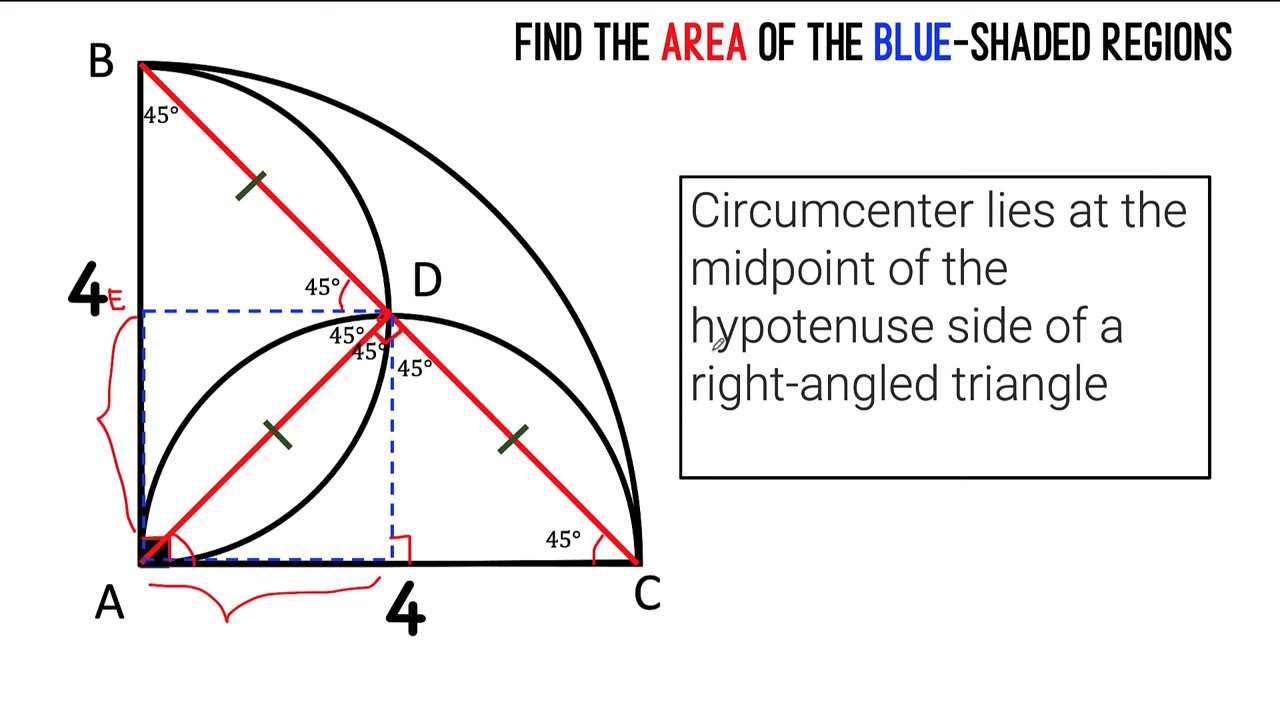 FIND THE AREA OF THE BLUE-SHADED REGIONS
B
45°
Circumcenter lies at the
midpoint of the
hypotenuse side of a
right-angled triangle
4
E
45°
D
45°
45°
45°
45°
A
4
C